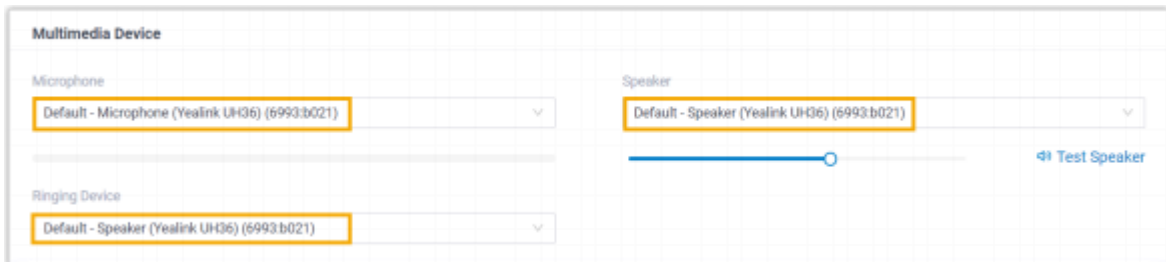 Multimedia Device
Microphone
Speaker
Default - Microphone (Yealink UH36) (6993:b021)
Default - Speaker (Yealink UH36) (6993:b021)
Test Speaker
Ringing Device
Default - Speaker (Yealink UH36) (6993:b021)